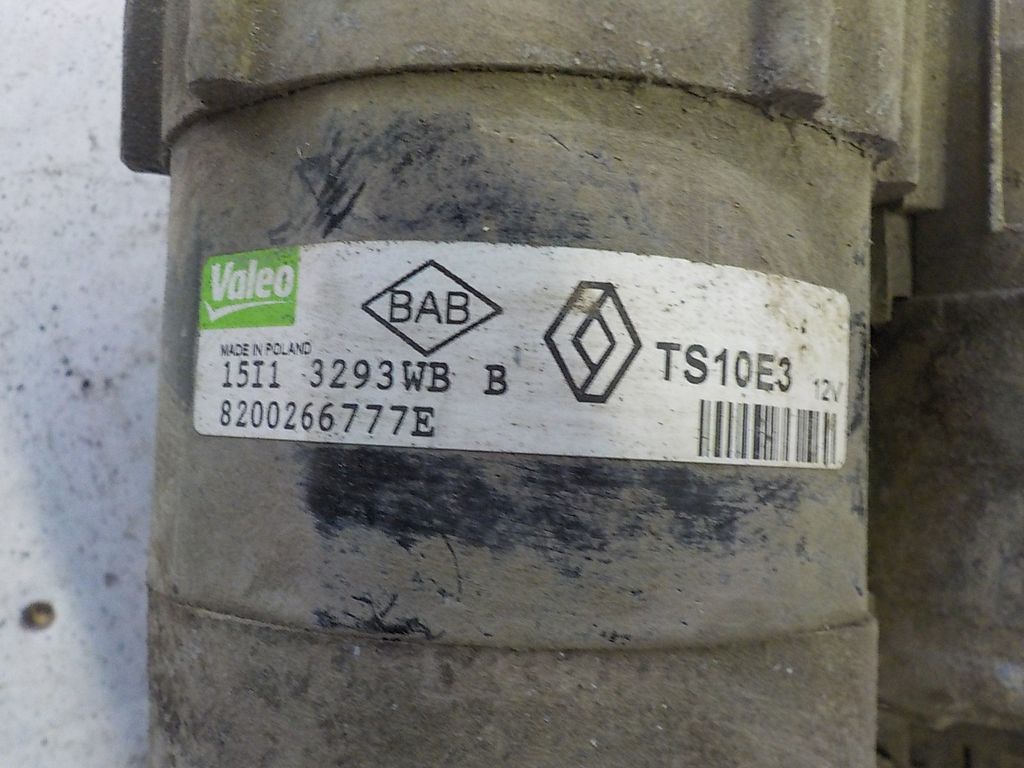 Valeo
BAB
MADE IN POLAND
15I1 3293WB B
8200266777E
TS10E3 12V